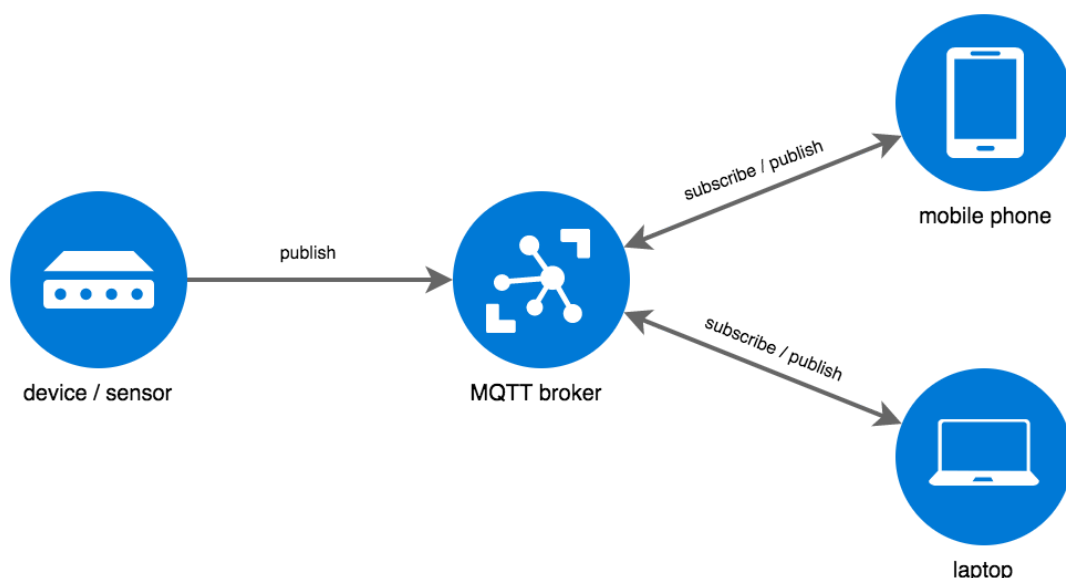 subscribe / publish
mobile phone
publish
device / sensor
MQTT broker
subscribe / publish
laptop